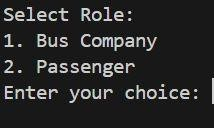 Select Role:
1. Bus Company
2. Passenger
Enter your choice: